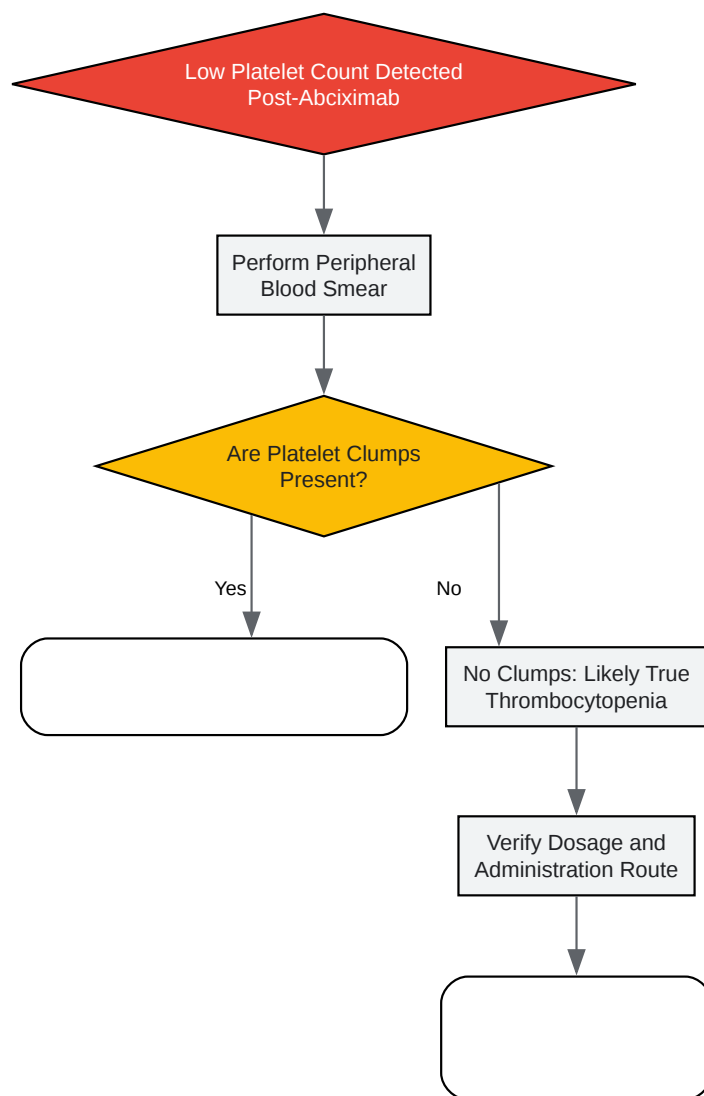 Low Platelet Count Detected
Post-Abciximab
Perform Peripheral
Blood Smear
Are Platelet Clumps
Present?
Yes
No
No Clumps: Likely True
Thrombocytopenia
Verify Dosage and
Administration Route